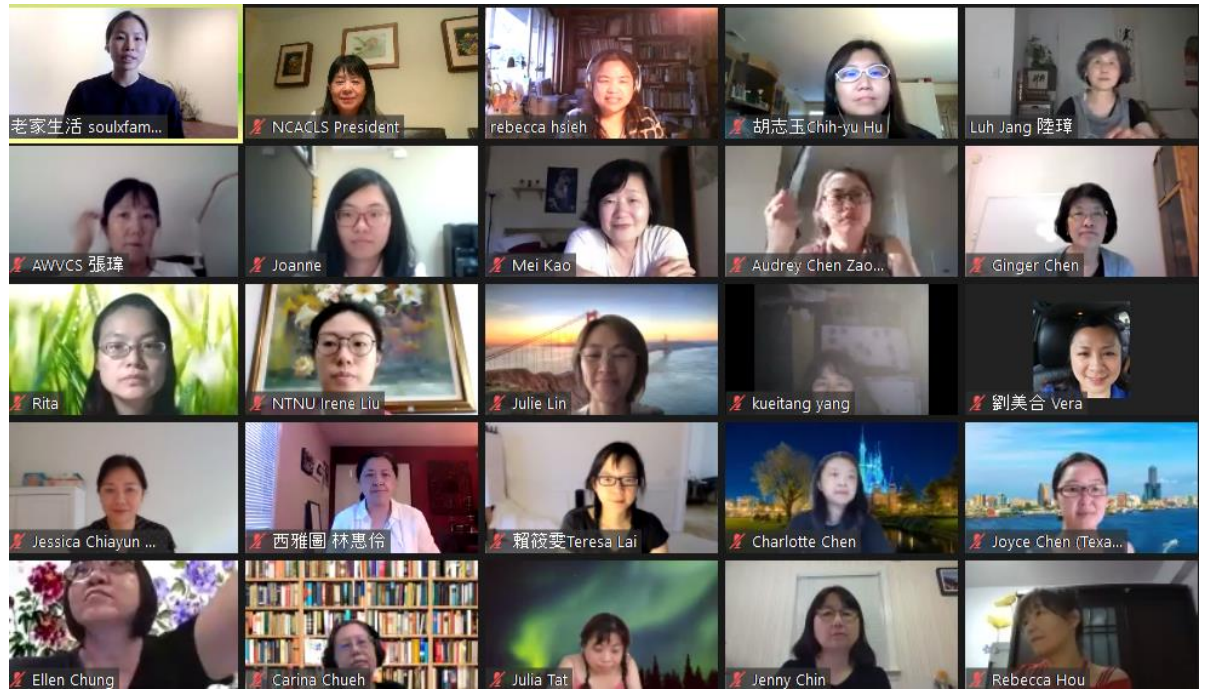 老家生活 soulxfam...
NCACLS President
rebecca hsieh
胡志玉Chih-yu Hu
Luh Jang 陸璋
AWVCS 張瑋
Joanne
Mei Kao
Audrey Chen Zao...
Ginger Chen
Rita
NTNU Irene Liu
Julie Lin
kueitang yang
劉美合 Vera
Jessica Chiayun ...
西雅圖 林惠伶
賴筱雯Teresa Lai
Charlotte Chen
Joyce Chen (Texa...
Ellen Chung
Carina Chueh
Julia Tat
Jenny Chin
Rebecca Hou